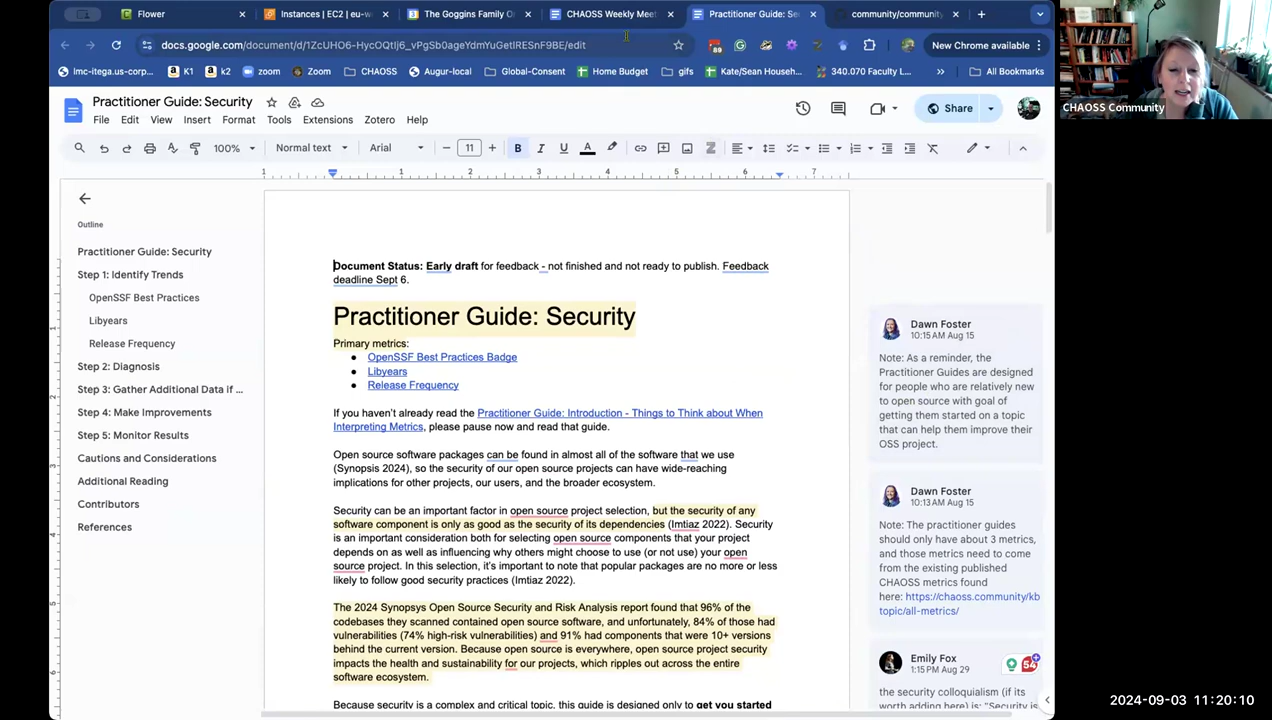 Flower
Instances | EC2 | eu-w
The Goggins Family O
CHAOSS Weekly Meet
Practitioner Guide: Se
community/community
docs.google.com/document/d/1ZcUHO6-HycOQtIj6_vPgSb0ageYdmYuGetIRESnF9BE/edit
89
New Chrome available
lmc-itega.us-corp...
K1
k2
zoom
Zoom
CHAOSS
Augur-local
Global-Consent
Home Budget
gifs
Kate/Sean Househ...
340.070 Faculty L...
All Bookmarks
CHAOSS Community
Practitioner Guide: Security
File Edit View Insert Format Tools Extensions Zotero Help
Share
100%
Normal text
Arial
11
1 1 2 3 4 5 6 7
Outline
Practitioner Guide: Security
Step 1: Identify Trends
OpenSSF Best Practices
Libyears
Release Frequency
Step 2: Diagnosis
Step 3: Gather Additional Data if ...
Step 4: Make Improvements
Step 5: Monitor Results
Cautions and Considerations
Additional Reading
Contributors
References
Document Status: Early draft for feedback - not finished and not ready to publish. Feedback
deadline Sept 6.
Practitioner Guide: Security
Primary metrics:
● OpenSSF Best Practices Badge
● Libyears
● Release Frequency
If you haven't already read the Practitioner Guide: Introduction - Things to Think about When
Interpreting Metrics, please pause now and read that guide.
Open source software packages can be found in almost all of the software that we use
(Synopsis 2024), so the security of our open source projects can have wide-reaching
implications for other projects, our users, and the broader ecosystem.
Security can be an important factor in open source project selection, but the security of any
software component is only as good as the security of its dependencies (Imtiaz 2022). Security
is an important consideration both for selecting open source components that your project
depends on as well as influencing why others might choose to use (or not use) your open
source project. In this selection, it's important to note that popular packages are no more or less
likely to follow good security practices (Imtiaz 2022).
The 2024 Synopsys Open Source Security and Risk Analysis report found that 96% of the
codebases they scanned contained open source software, and unfortunately, 84% of those had
vulnerabilities (74% high-risk vulnerabilities) and 91% had components that were 10+ versions
behind the current version. Because open source is everywhere, open source project security
impacts the health and sustainability for our projects, which ripples out across the entire
software ecosystem.
Because security is a complex and critical topic, this guide is designed only to get you started
Dawn Foster
10:15 AM Aug 15
Note: As a reminder, the
Practitioner Guides are designed
for people who are relatively new
to open source with goal of
getting them started on a topic
that can help them improve their
OSS project.
Dawn Foster
10:13 AM Aug 15
Note: The practitioner guides
should only have about 3 metrics,
and those metrics need to come
from the existing published
CHAOSS metrics found
here: https://chaoss.community/kb
topic/all-metrics/
Emily Fox
1:15 PM Aug 29
54
the security colloquialism (if its
worth adding here) is: "Security is
2024-09-03 11:20:10